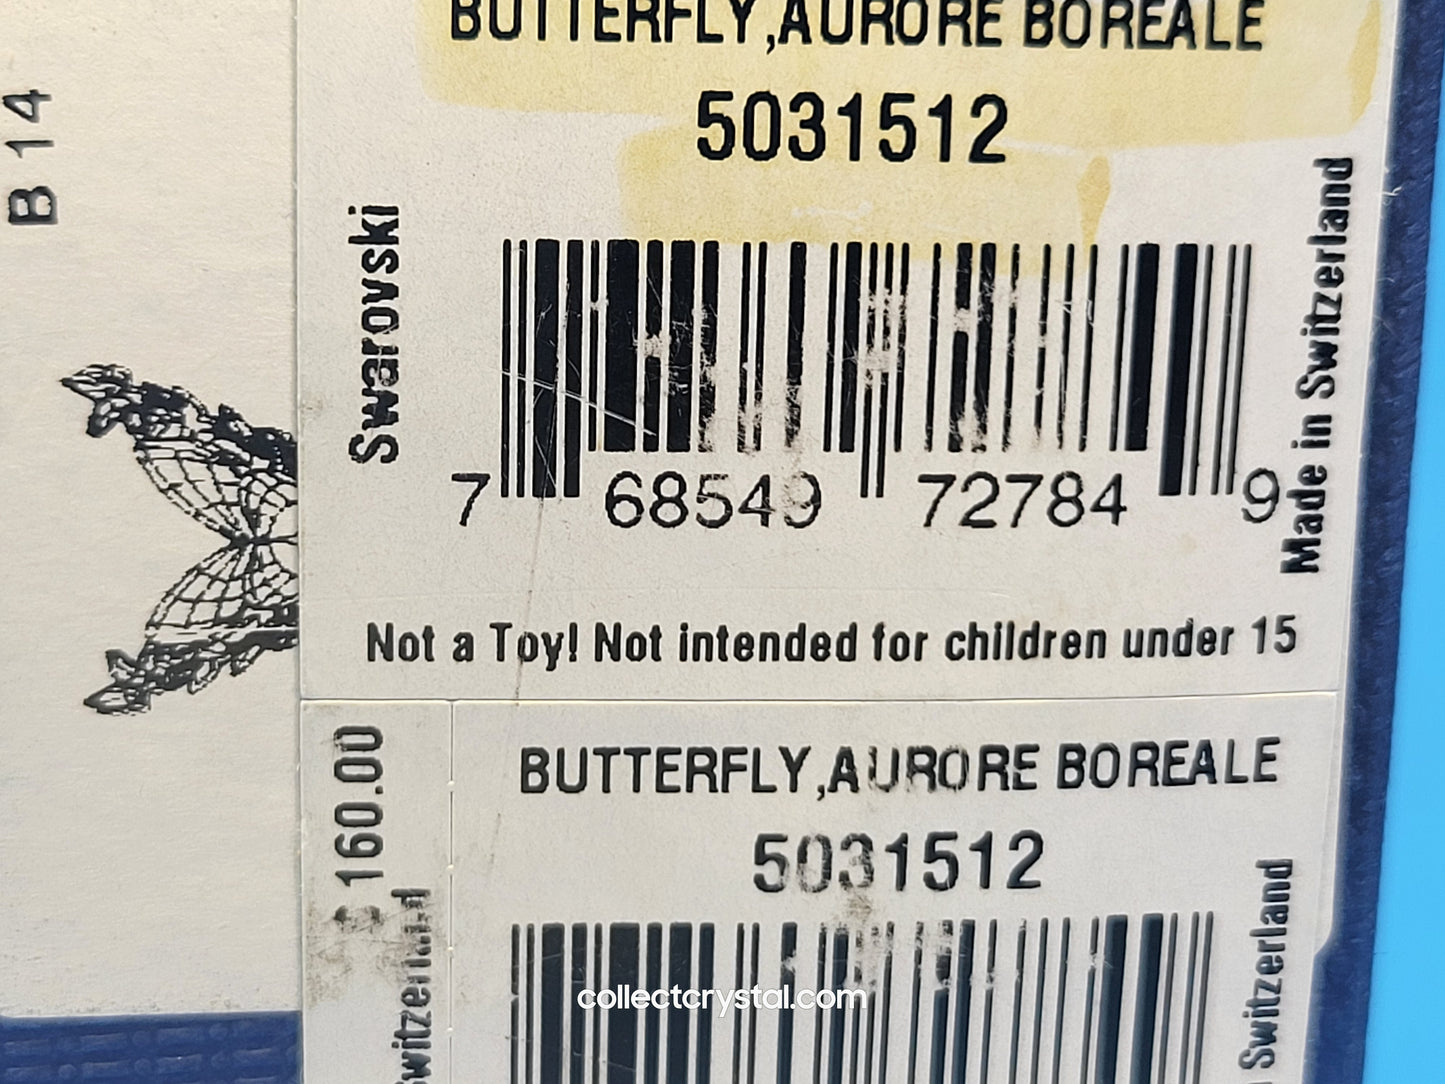 B 14
BUTTERFLY,AURORE BOREALE
5031512
Swarovski
Made in Switzerland
7 68549 72784 9
Not a Toy! Not intended for children under 15
160.00
Switzerland
BUTTERFLY,AURORE BOREALE
5031512
Switzerland
collectcrystal.com